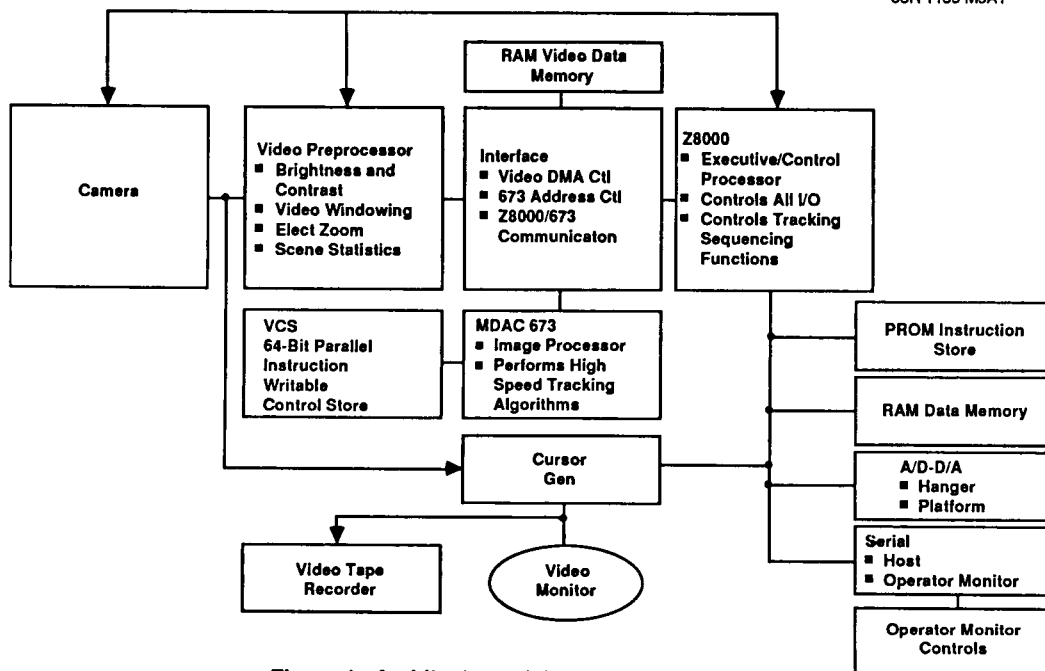 RAM Video Data
Memory
Camera
Video Preprocessor
■ Brightness and
Contrast
■ Video Windowing
■ Elect Zoom
■ Scene Statistics
Interface
■ Video DMA Ctl
■ 673 Address Ctl
■ Z8000/673
Communicaton
Z8000
■ Executive/Control
Processor
■ Controls All I/O
■ Controls Tracking
Sequencing
Functions
VCS
64-Bit Parallel
Instruction
Writable
Control Store
MDAC 673
■ Image Processor
■ Performs High
Speed Tracking
Algorithms
PROM Instruction
Store
RAM Data Memory
Cursor
Gen
A/D-D/A
■ Hanger
■ Platform
Video Tape
Recorder
Video
Monitor
Serial
■ Host
■ Operator Monitor
Operator Monitor
Controls